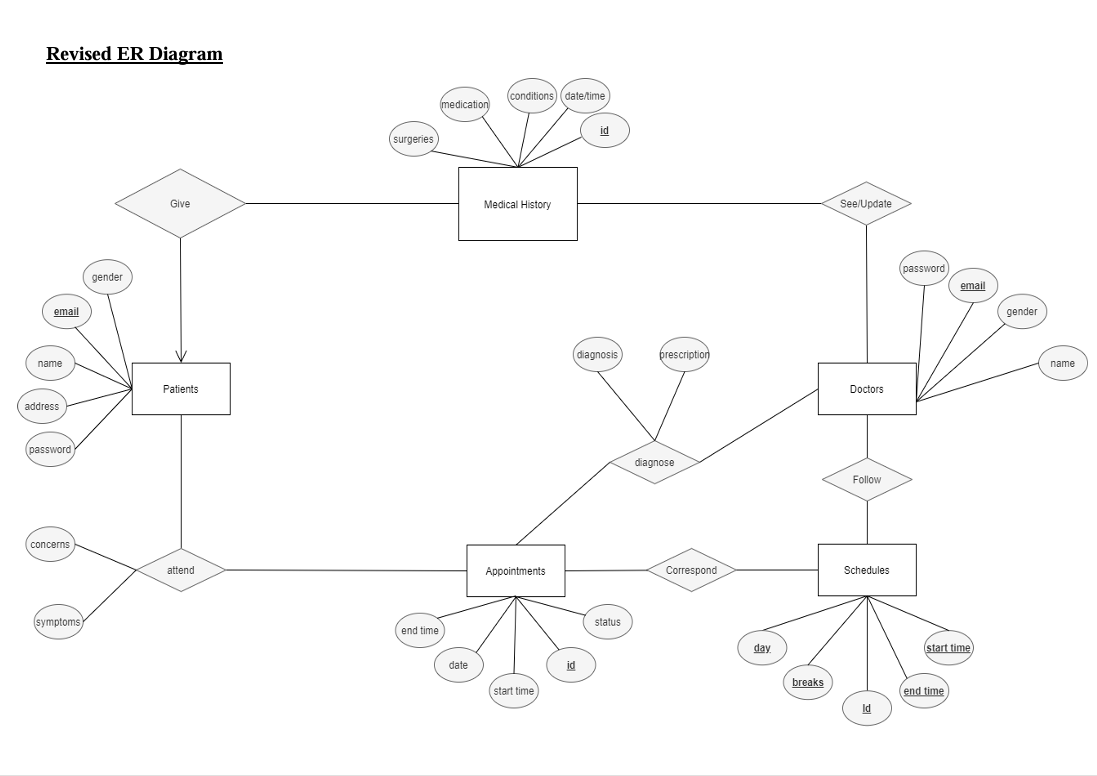 Revised ER Diagram
conditions
date/time
medication
id
surgeries
Give
Medical History
See/Update
password
gender
email
email
gender
name
diagnosis
prescription
name
Patients
Doctors
address
password
diagnose
Follow
concerns
attend
Appointments
Correspond
Schedules
symptoms
end time
status
day
start time
date
id
breaks
start time
end time
Id